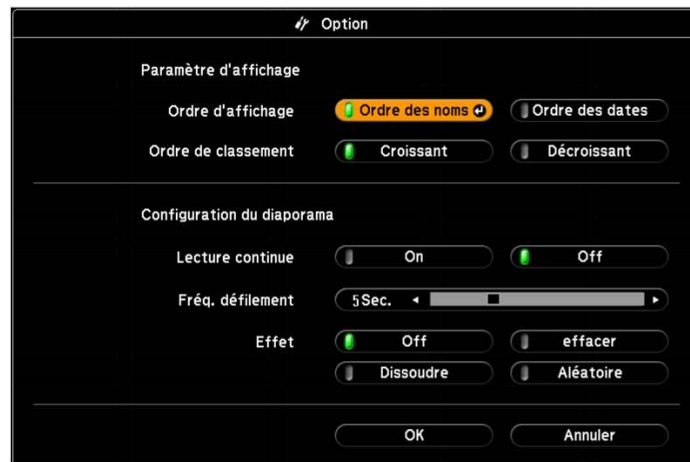 Option
Paramètre d'affichage
Ordre d'affichage Ordre des noms Ordre des dates
Ordre de classement Croissant Décroissant
Configuration du diaporama
Lecture continue On Off
Fréq. défilement 5Sec.
Effet Off effacer
Dissoudre Aléatoire
OK Annuler